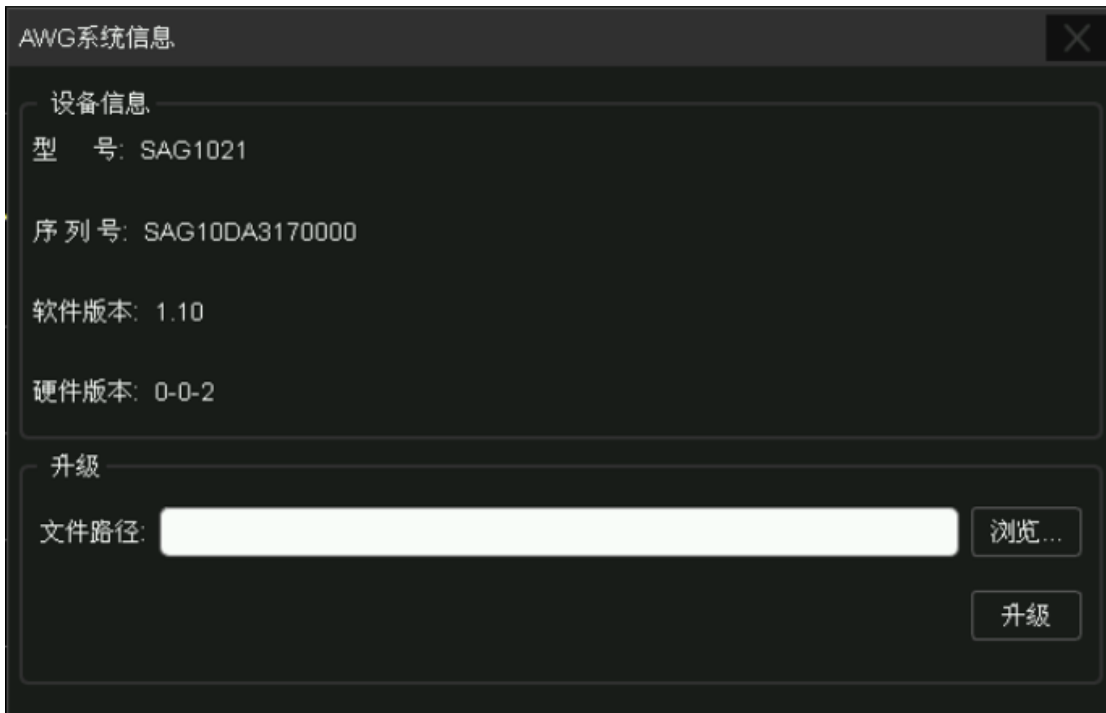 AWG系统信息
设备信息
型 号: SAG1021
序列号: SAG10DA3170000
软件版本: 1.10
硬件版本: 0-0-2
升级
文件路径: 浏览...
升级